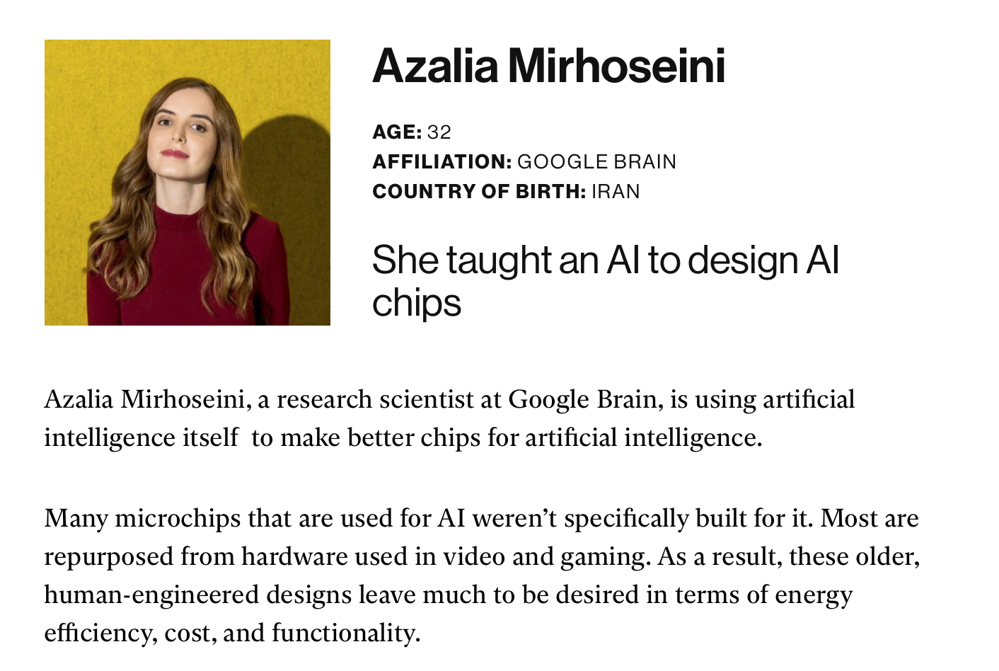 Azalia Mirhoseini
AGE: 32
AFFILIATION: GOOGLE BRAIN
COUNTRY OF BIRTH: IRAN
She taught an AI to design AI
chips
Azalia Mirhoseini, a research scientist at Google Brain, is using artificial
intelligence itself  to make better chips for artificial intelligence.
Many microchips that are used for AI weren’t specifically built for it. Most are
repurposed from hardware used in video and gaming. As a result, these older,
human-engineered designs leave much to be desired in terms of energy
efficiency, cost, and functionality.